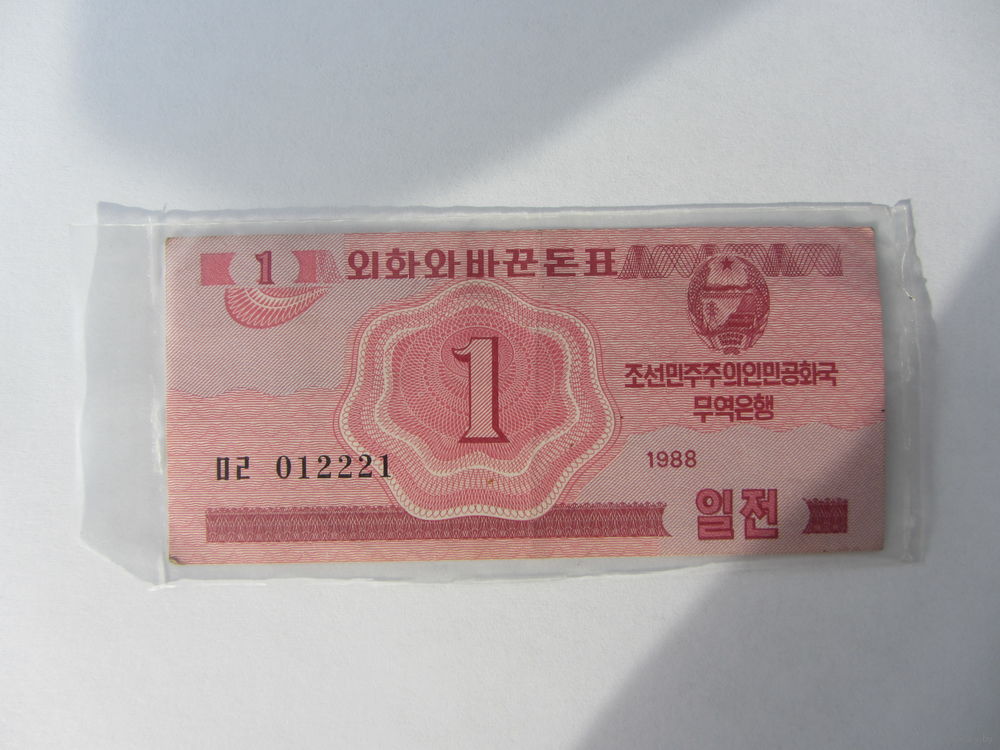 1 외화와바꾼돈표
조선민주주의인민공화국
무역은행
1
ㅁㄹ 012221
1988
일전